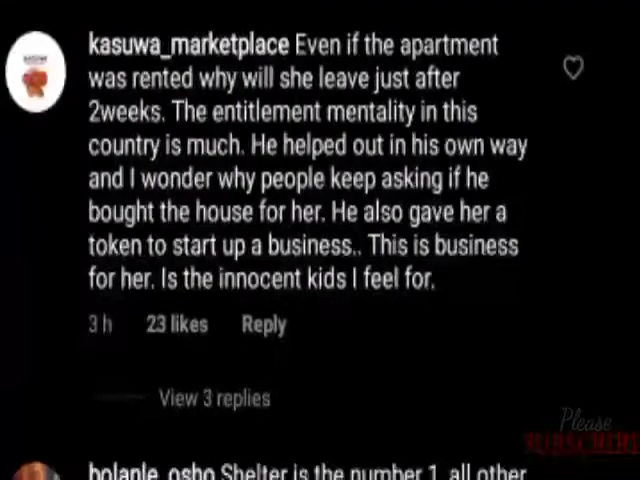 kasuwa_marketplace Even if the apartment
was rented why will she leave just after
2weeks. The entitlement mentality in this
country is much. He helped out in his own way
and I wonder why people keep asking if he
bought the house for her. He also gave her a
token to start up a business.. This is business
for her. Is the innocent kids I feel for.
3 h 23 likes Reply
View 3 replies
Please
SUBSCRIBE
bolanle_osho Shelter is the number 1, all other